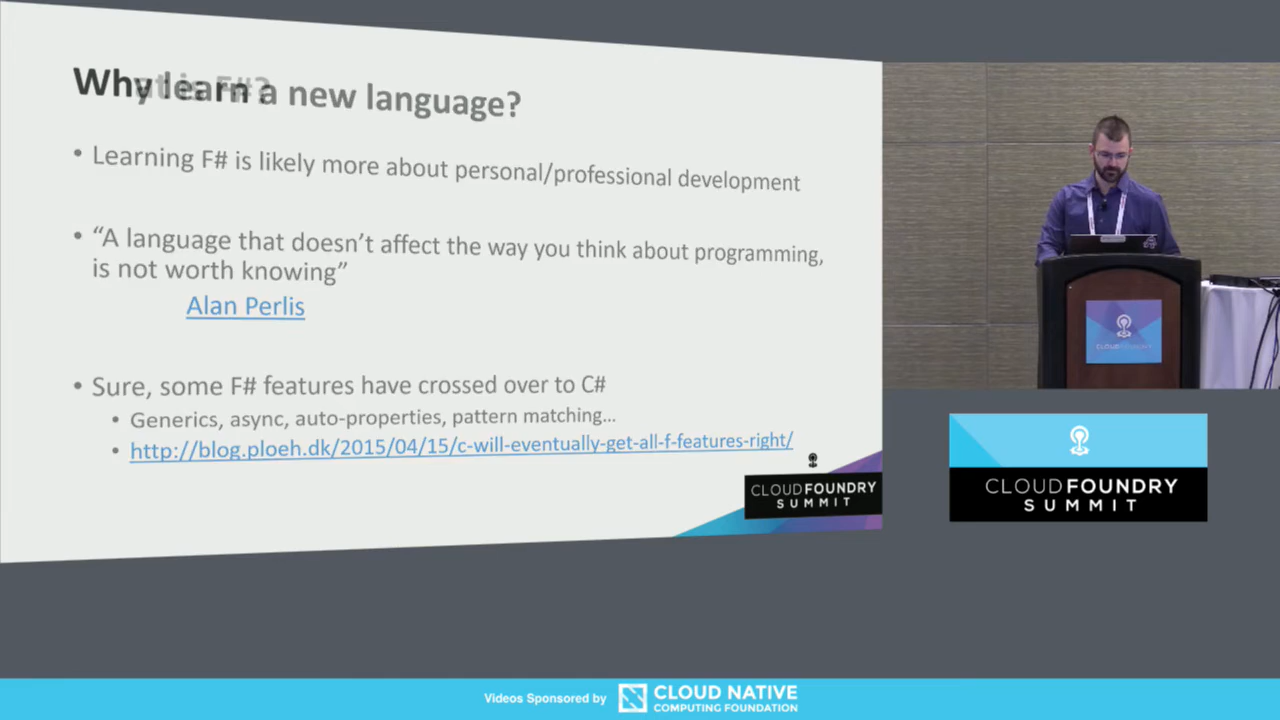 Why learn a new language?
at is F#?
• Learning F# is likely more about personal/professional development
• “A language that doesn’t affect the way you think about programming,
is not worth knowing”
Alan Perlis
• Sure, some F# features have crossed over to C#
• Generics, async, auto-properties, pattern matching…
• http://blog.ploeh.dk/2015/04/15/c-will-eventually-get-all-f-features-right/
CLOUDFOUNDRY
SUMMIT
CLOUDFOUNDRY
CLOUDFOUNDRY
SUMMIT
Videos Sponsored by
CLOUD NATIVE
COMPUTING FOUNDATION